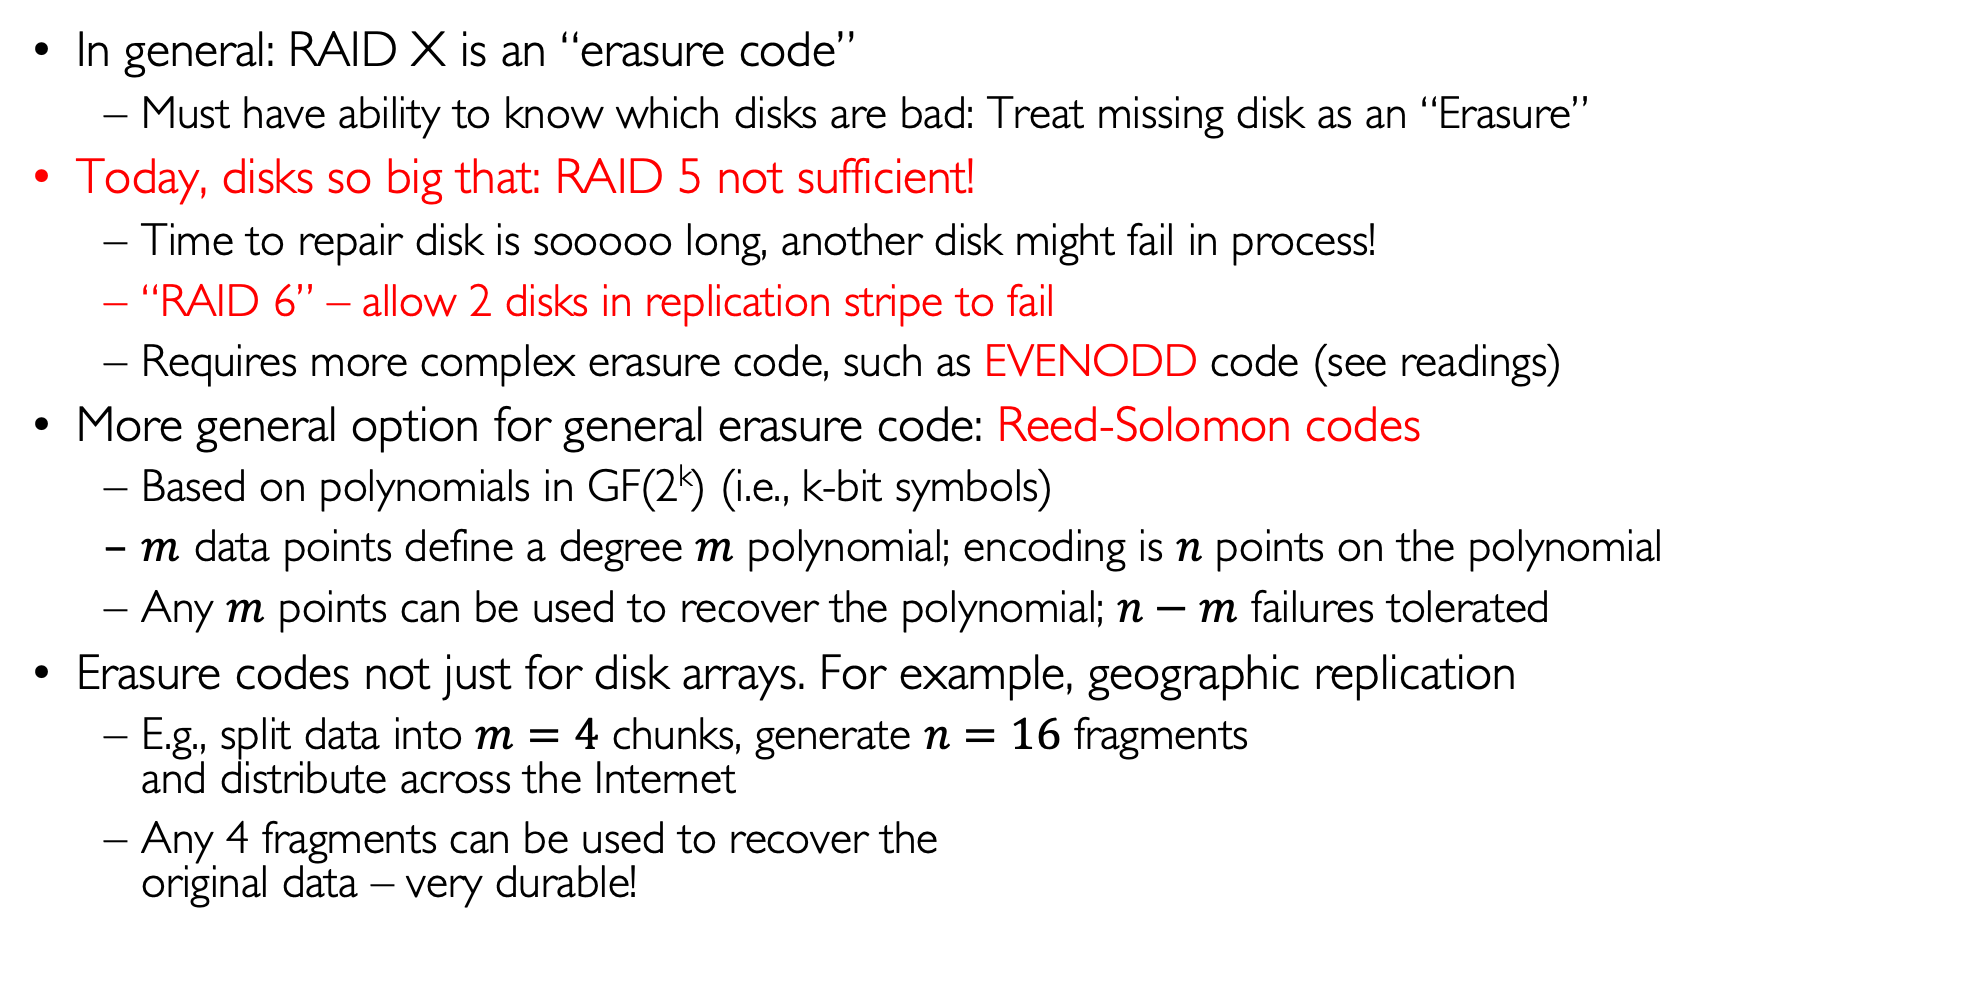 • In general: RAID X is an “erasure code”
– Must have ability to know which disks are bad: Treat missing disk as an “Erasure”
• Today, disks so big that: RAID 5 not sufficient!
– Time to repair disk is sooooo long, another disk might fail in process!
– “RAID 6” – allow 2 disks in replication stripe to fail
– Requires more complex erasure code, such as EVENODD code (see readings)
• More general option for general erasure code: Reed-Solomon codes
– Based on polynomials in GF(2ᵏ) (i.e., k-bit symbols)
– m data points define a degree m polynomial; encoding is n points on the polynomial
– Any m points can be used to recover the polynomial; n − m failures tolerated
• Erasure codes not just for disk arrays. For example, geographic replication
– E.g., split data into m = 4 chunks, generate n = 16 fragments
and distribute across the Internet
– Any 4 fragments can be used to recover the
original data – very durable!